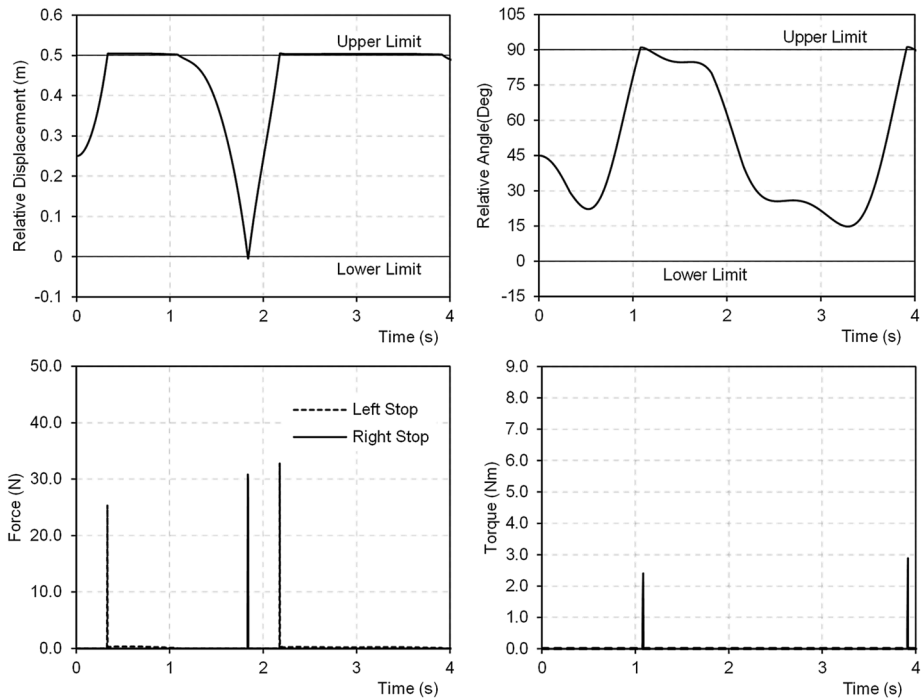 Relative Displacement (m)
0.6
0.5
0.4
0.3
0.2
0.1
0
-0.1
Upper Limit
Lower Limit
0 1 2 3 4
Time (s)
Relative Angle(Deg)
105
90
75
60
45
30
15
0
-15
Upper Limit
Lower Limit
0 1 2 3 4
Time (s)
Force (N)
50.0
40.0
30.0
20.0
10.0
0.0
Left Stop
Right Stop
0 1 2 3 4
Time (s)
Torque (Nm)
9.0
8.0
7.0
6.0
5.0
4.0
3.0
2.0
1.0
0.0
0 1 2 3 4
Time (s)